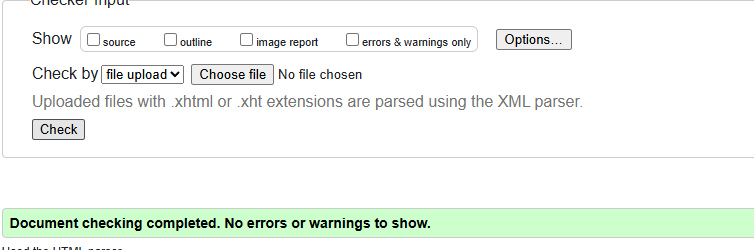 Checker Input
Show source outline image report errors & warnings only Options...
Check by file upload Choose file No file chosen
Uploaded files with .xhtml or .xht extensions are parsed using the XML parser.
Check
Document checking completed. No errors or warnings to show.
Used the HTML parser.